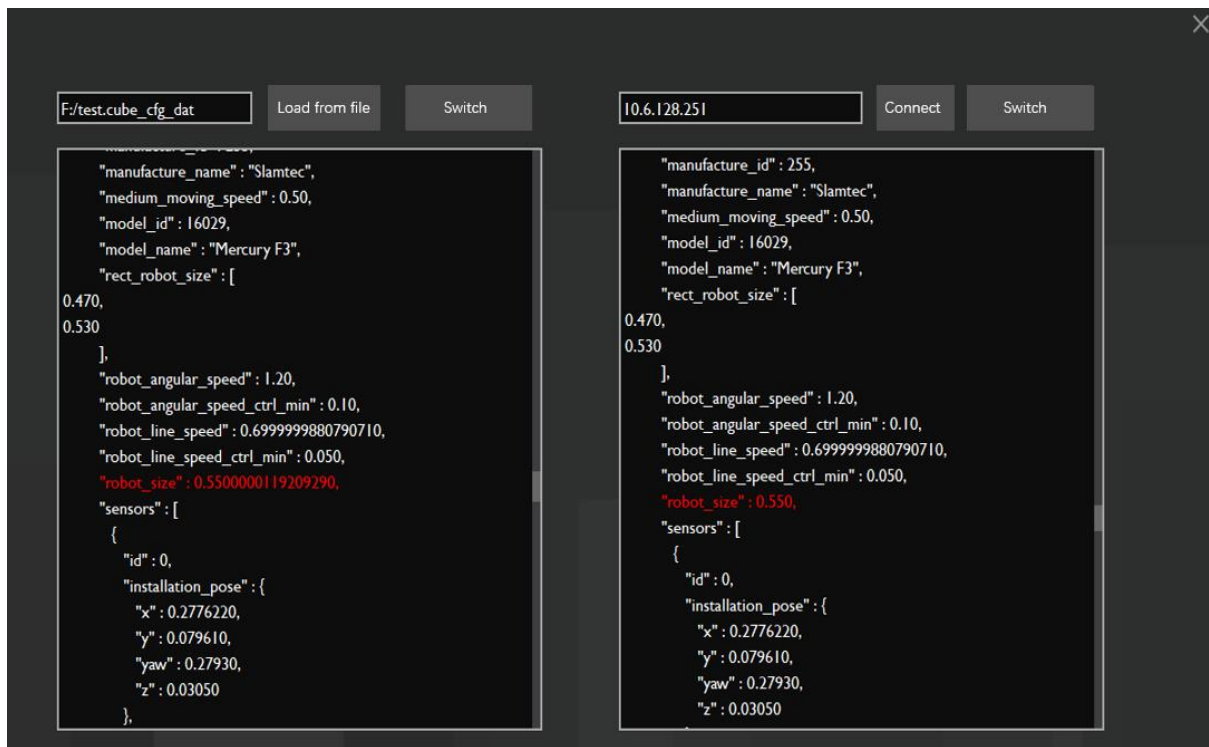 F:/test.cube_cfg_dat
Load from file
Switch
"manufacture_name" : "Slamtec",
"medium_moving_speed" : 0.50,
"model_id" : 16029,
"model_name" : "Mercury F3",
"rect_robot_size" : [
0.470,
0.530
],
"robot_angular_speed" : 1.20,
"robot_angular_speed_ctrl_min" : 0.10,
"robot_line_speed" : 0.6999999880790710,
"robot_line_speed_ctrl_min" : 0.050,
"robot_size" : 0.5500000119209290,
"sensors" : [
{
"id" : 0,
"installation_pose" : {
"x" : 0.2776220,
"y" : 0.079610,
"yaw" : 0.27930,
"z" : 0.03050
},
10.6.128.251
Connect
Switch
"manufacture_id" : 255,
"manufacture_name" : "Slamtec",
"medium_moving_speed" : 0.50,
"model_id" : 16029,
"model_name" : "Mercury F3",
"rect_robot_size" : [
0.470,
0.530
],
"robot_angular_speed" : 1.20,
"robot_angular_speed_ctrl_min" : 0.10,
"robot_line_speed" : 0.6999999880790710,
"robot_line_speed_ctrl_min" : 0.050,
"robot_size" : 0.550,
"sensors" : [
{
"id" : 0,
"installation_pose" : {
"x" : 0.2776220,
"y" : 0.079610,
"yaw" : 0.27930,
"z" : 0.03050